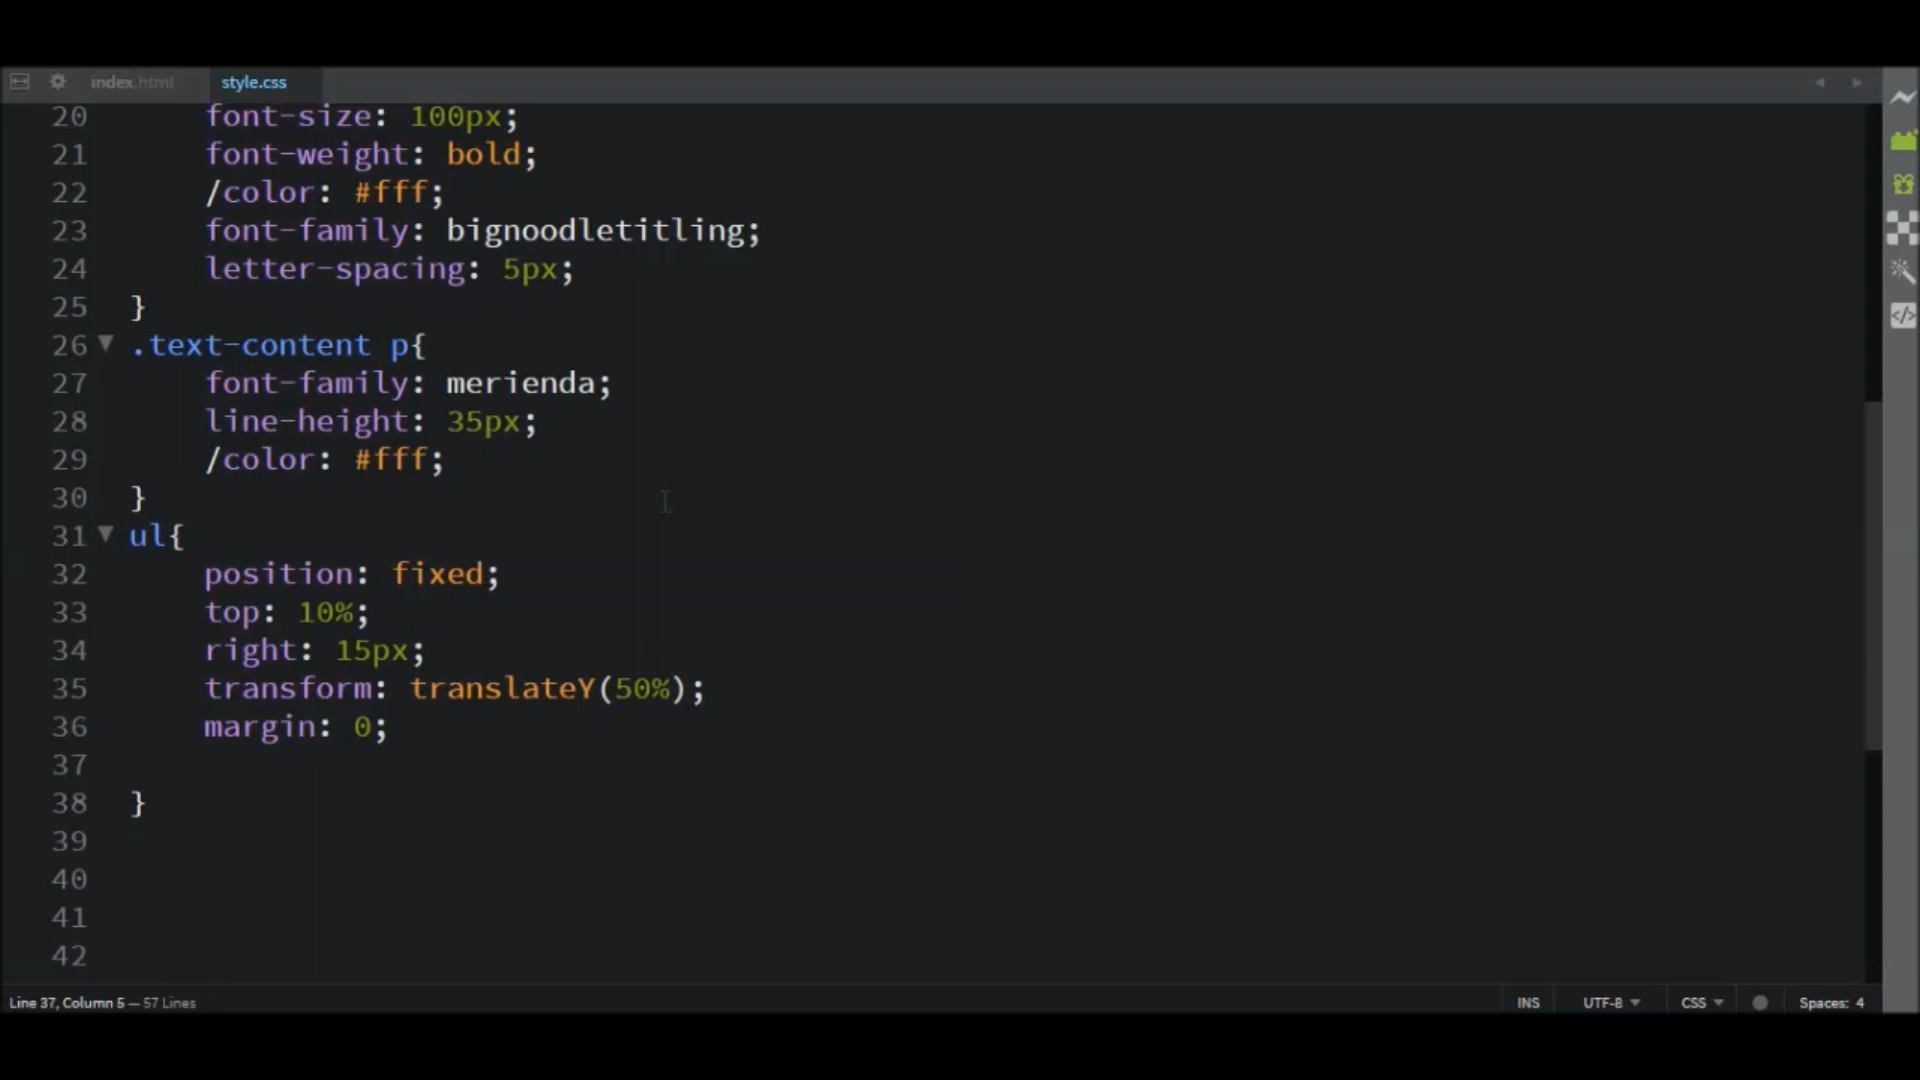 index.html style.css
20 font-size: 100px;
21 font-weight: bold;
22 /color: #fff;
23 font-family: bignoodletitling;
24 letter-spacing: 5px;
25 }
26 .text-content p{
27 font-family: merienda;
28 line-height: 35px;
29 /color: #fff;
30 }
31 ul{
32 position: fixed;
33 top: 10%;
34 right: 15px;
35 transform: translateY(50%);
36 margin: 0;
37
38 }
39
40
41
42
Line 37, Column 5 — 57 Lines INS UTF-8 CSS Spaces: 4